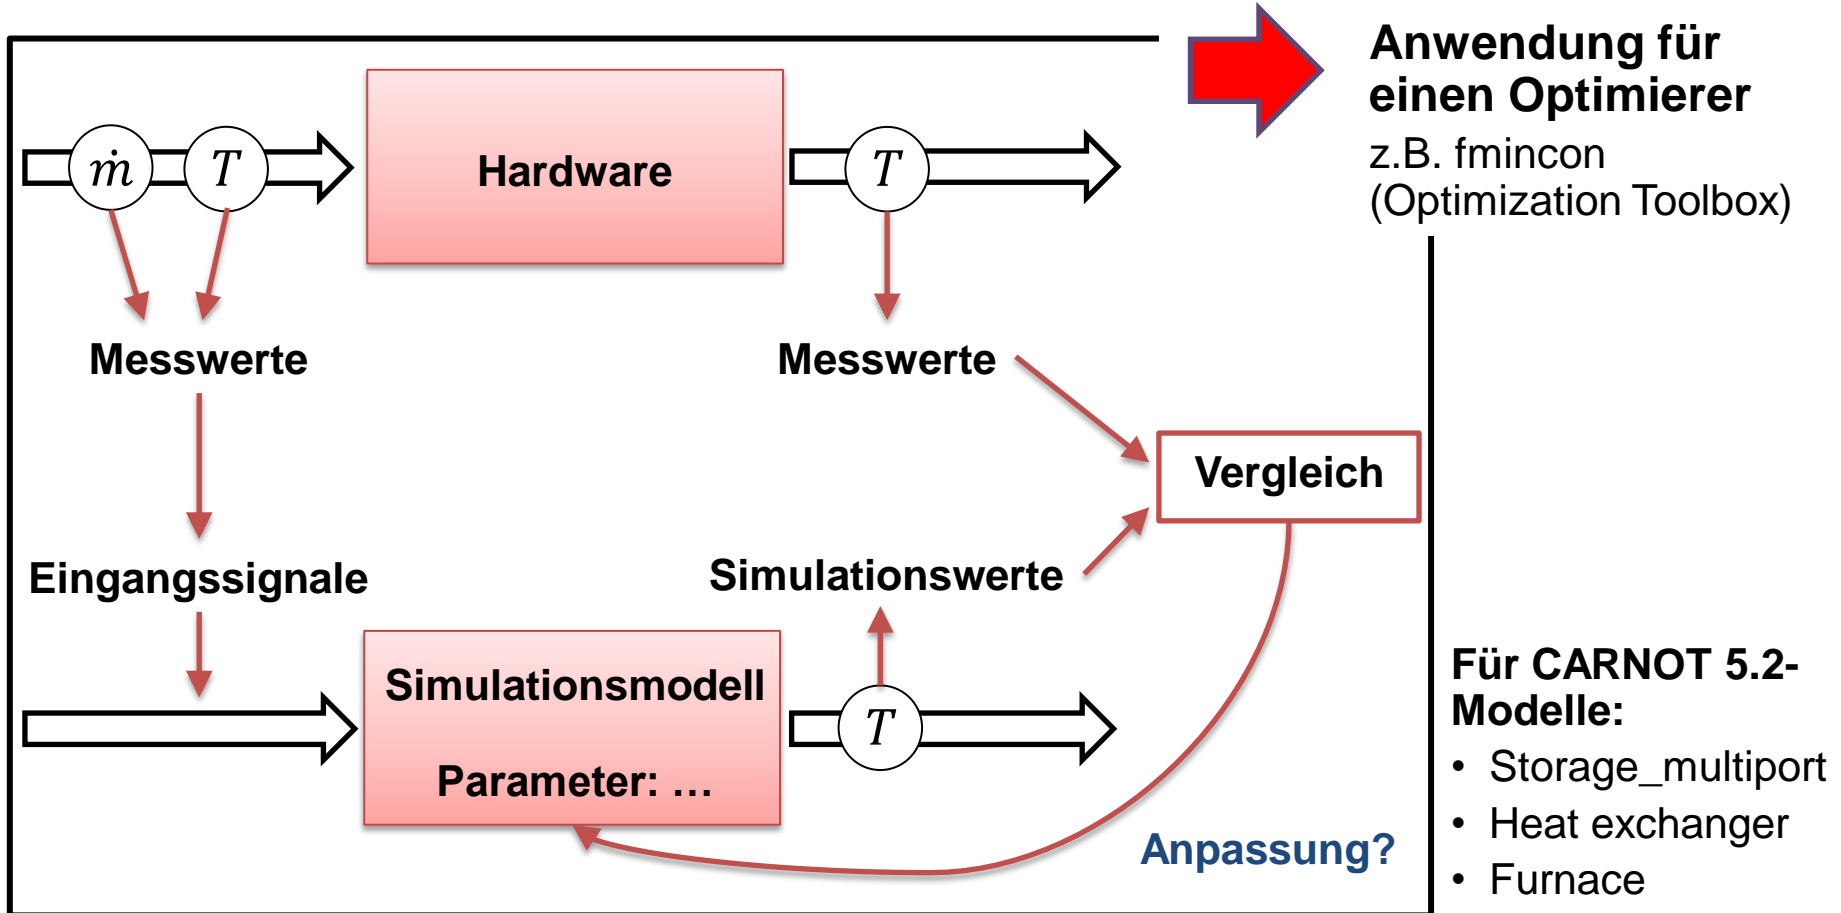 Anwendung für
einen Optimierer
z.B. fmincon
(Optimization Toolbox)
ṁ T
Hardware
T
Messwerte
Messwerte
Vergleich
Eingangssignale
Simulationswerte
Simulationsmodell
Parameter: …
T
Anpassung?
Für CARNOT 5.2-
Modelle:
• Storage_multiport
• Heat exchanger
• Furnace